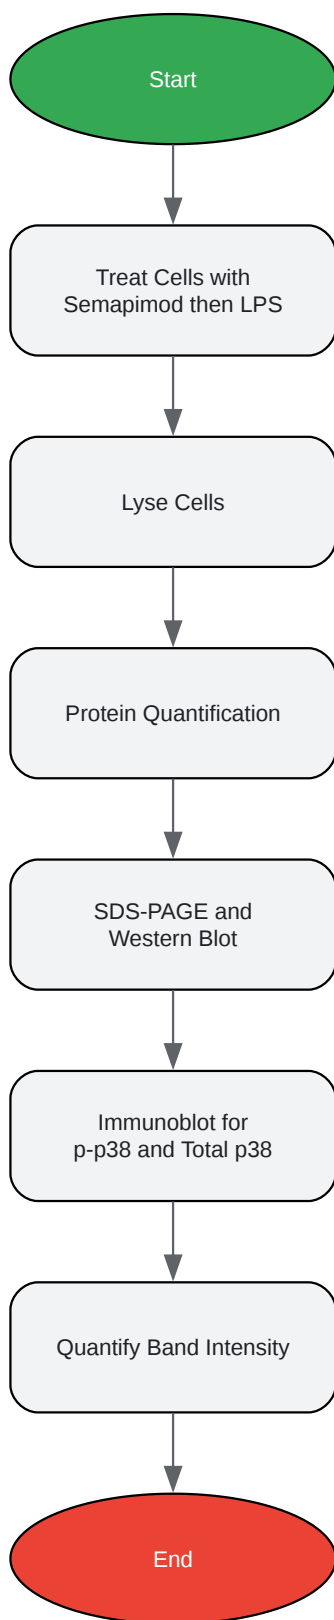 Start
Treat Cells with
Semapimod then LPS
Lyse Cells
Protein Quantification
SDS-PAGE and
Western Blot
Immunoblot for
p-p38 and Total p38
Quantify Band Intensity
End